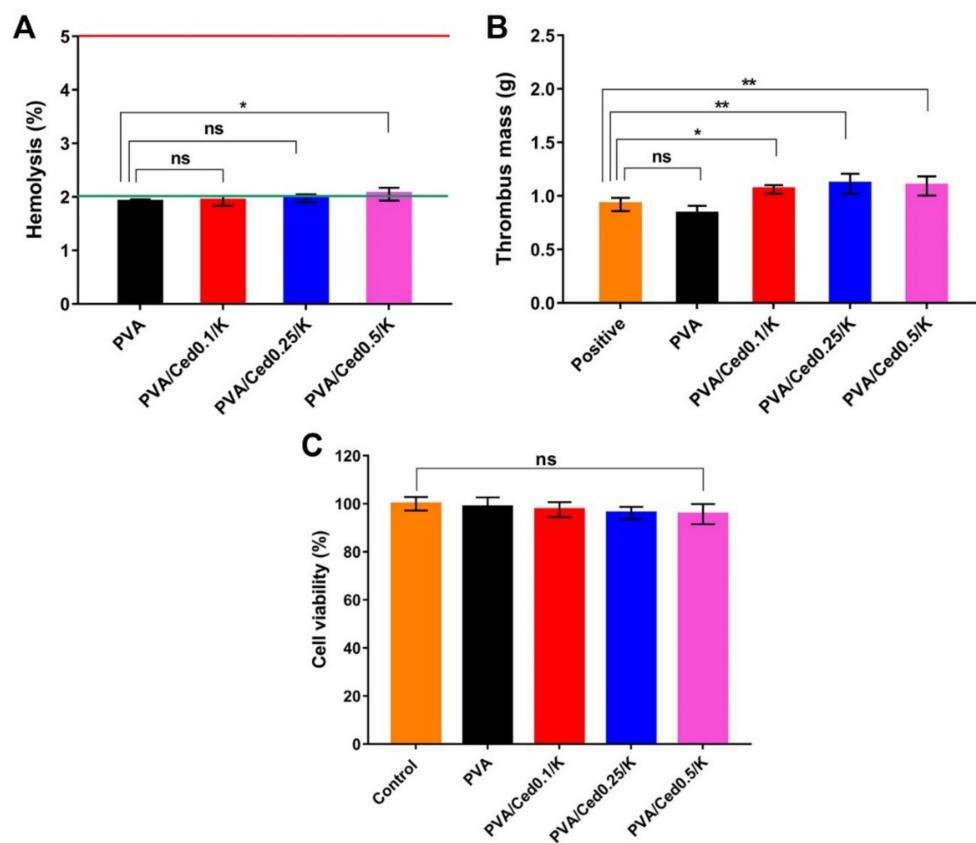 A
Hemolysis (%)
5
4
3
2
1
0
*
ns
ns
PVA
PVA/Ced0.1/K
PVA/Ced0.25/K
PVA/Ced0.5/K
B
Thrombus mass (g)
2.5
2.0
1.5
1.0
0.5
0.0
**
**
*
ns
Positive
PVA
PVA/Ced0.1/K
PVA/Ced0.25/K
PVA/Ced0.5/K
C
Cell viability (%)
120
100
80
60
40
20
0
ns
Control
PVA
PVA/Ced0.1/K
PVA/Ced0.25/K
PVA/Ced0.5/K